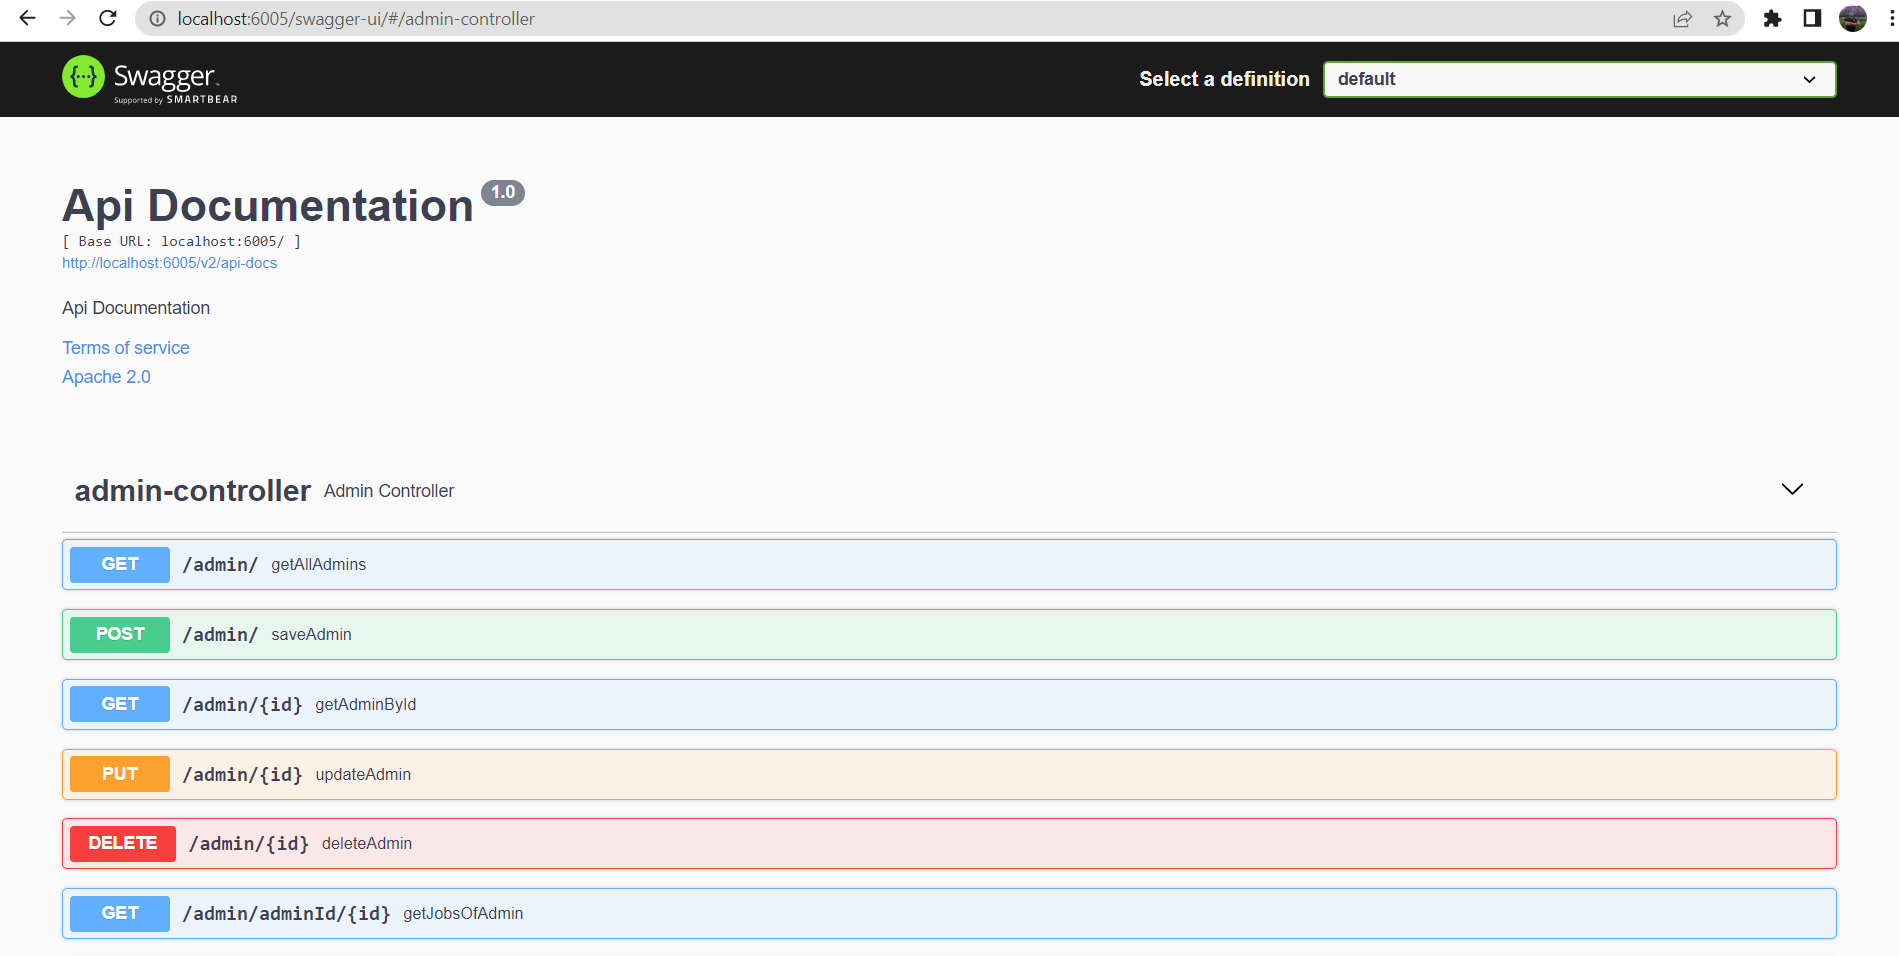 localhost:6005/swagger-ui/#/admin-controller
{···} Swagger
Supported by SMARTBEAR
Select a definition default
Api Documentation 1.0
[ Base URL: localhost:6005/ ]
http://localhost:6005/v2/api-docs
Api Documentation
Terms of service
Apache 2.0
admin-controller Admin Controller
GET /admin/ getAllAdmins
POST /admin/ saveAdmin
GET /admin/{id} getAdminById
PUT /admin/{id} updateAdmin
DELETE /admin/{id} deleteAdmin
GET /admin/adminId/{id} getJobsOfAdmin